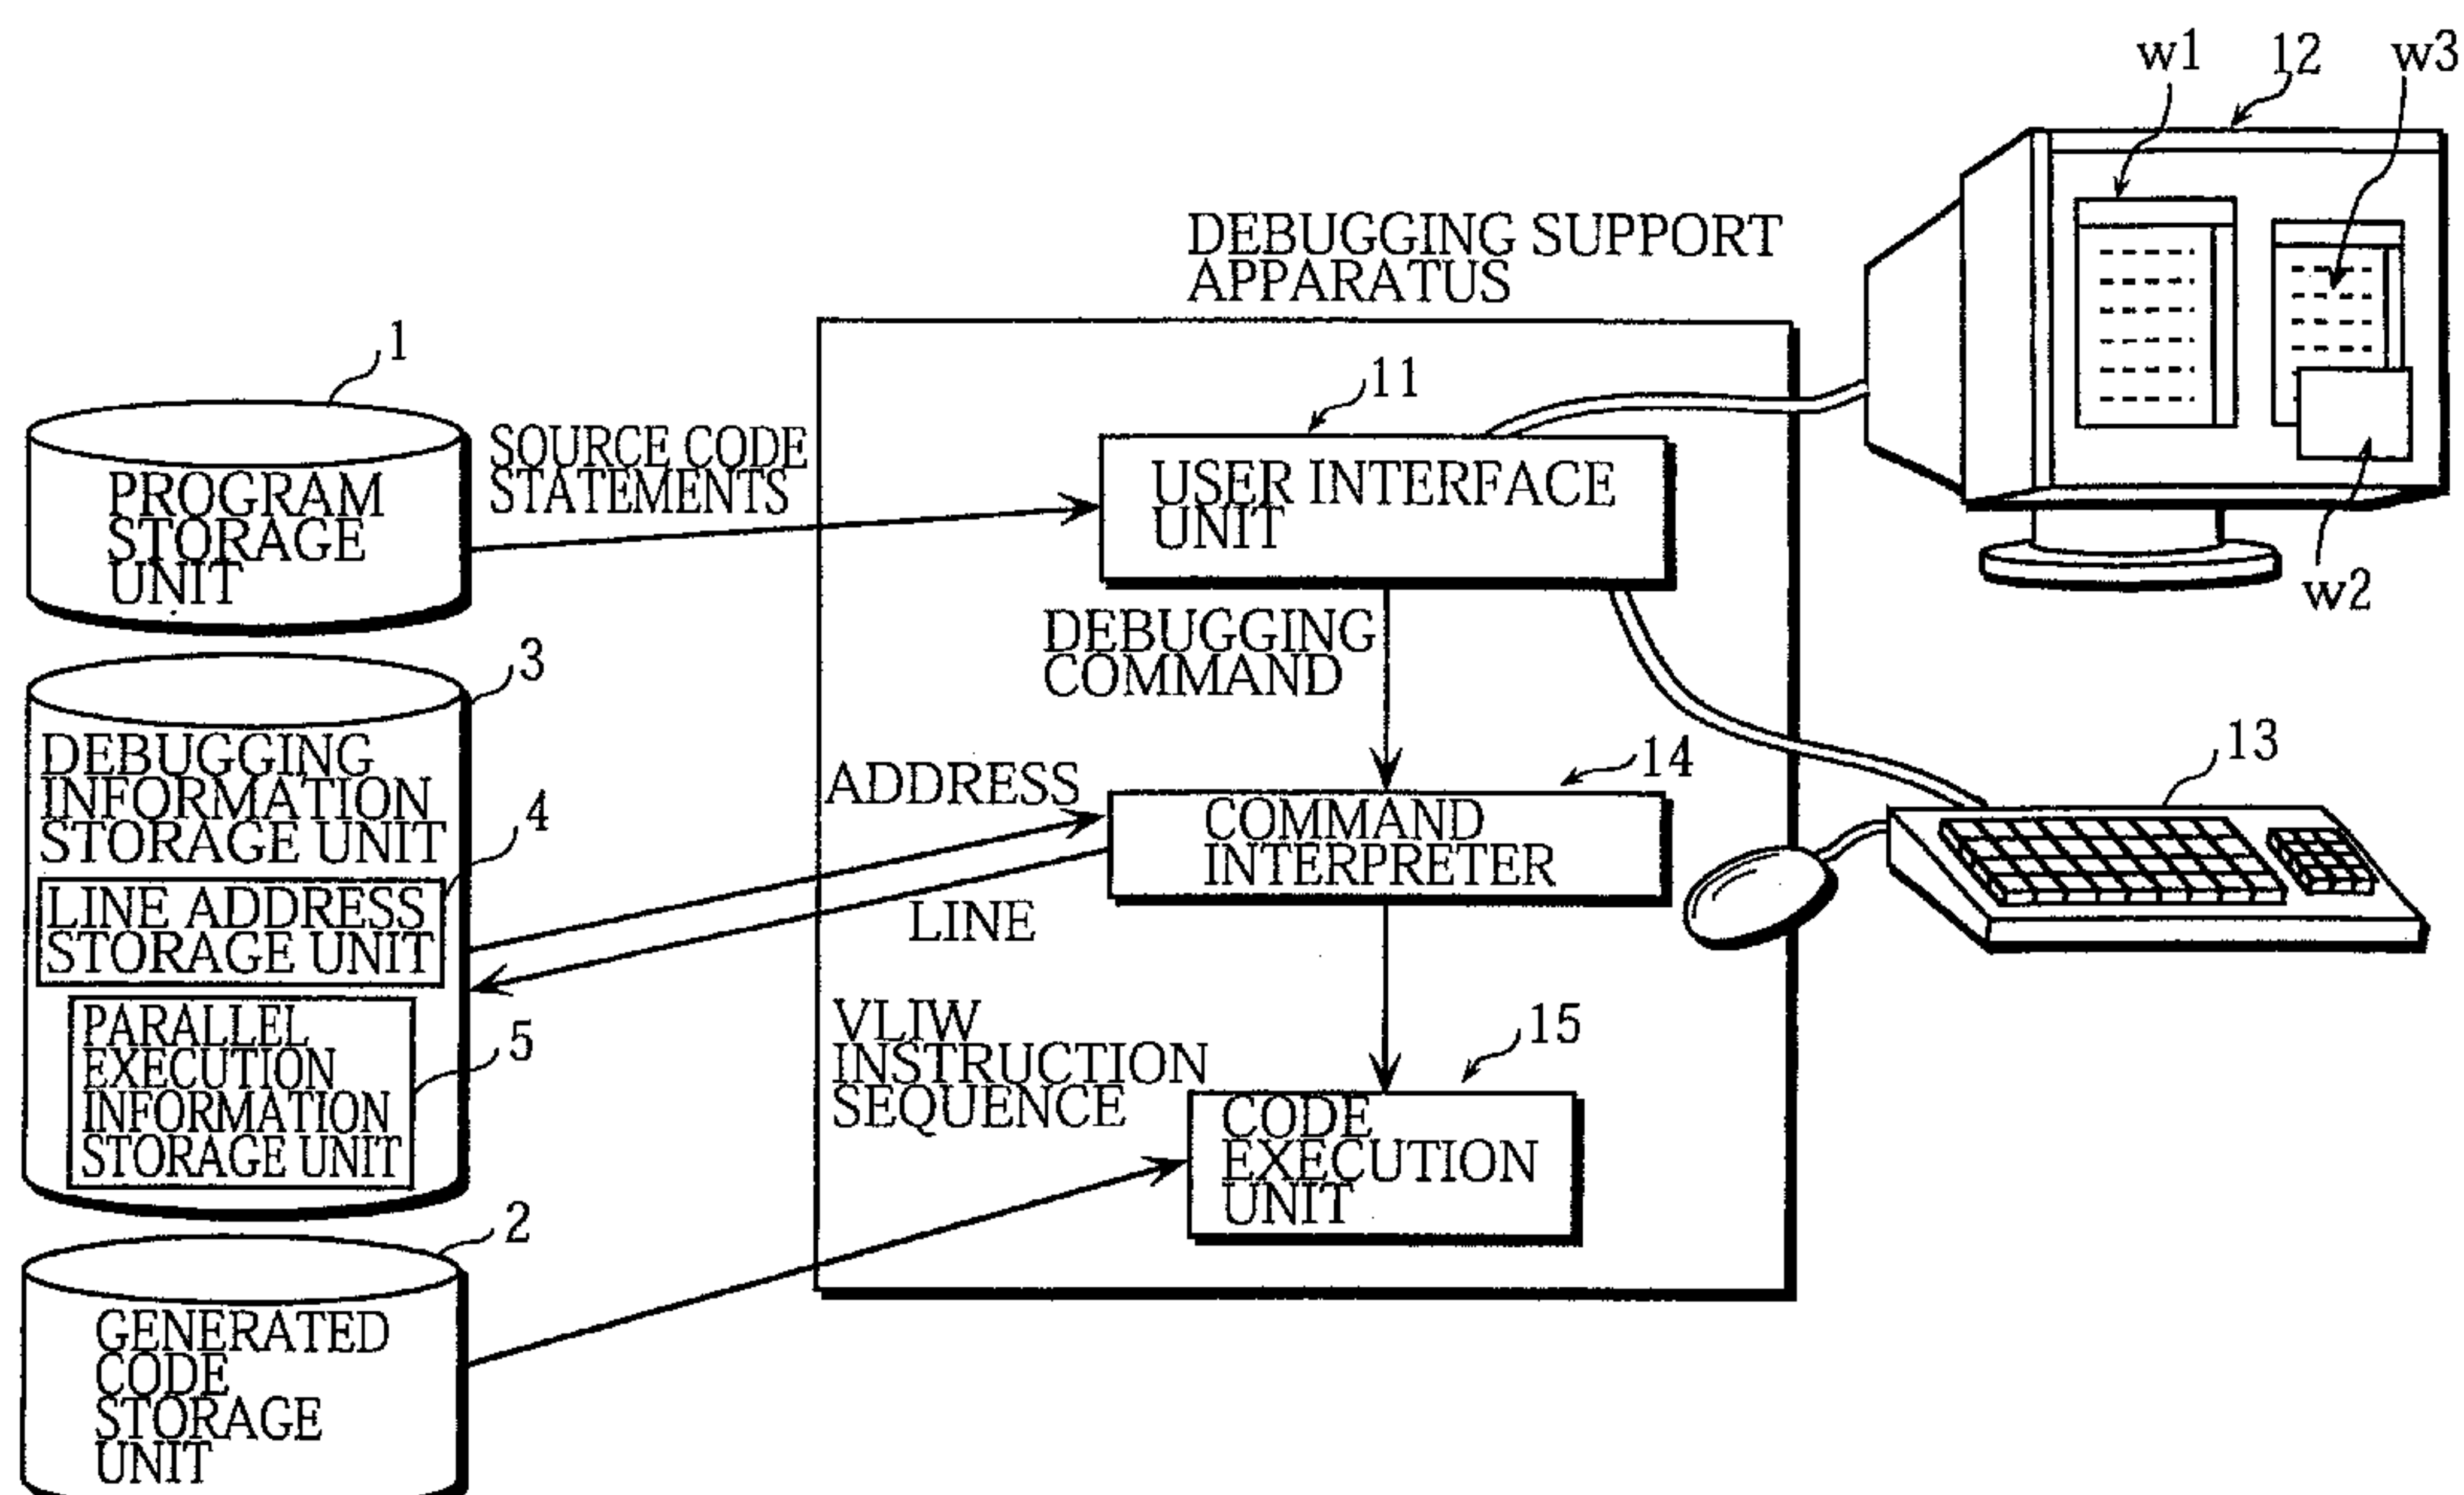 w1
12
w3
DEBUGGING SUPPORT
APPARATUS
1
11
SOURCE CODE
STATEMENTS
PROGRAM
STORAGE
UNIT
USER INTERFACE
UNIT
w2
DEBUGGING
COMMAND
3
DEBUGGING
INFORMATION
STORAGE UNIT
4
LINE ADDRESS
STORAGE UNIT
ADDRESS
LINE
14
COMMAND
INTERPRETER
13
PARALLEL
EXECUTION
INFORMATION
STORAGE UNIT
5
VLIW
INSTRUCTION
SEQUENCE
15
CODE
EXECUTION
UNIT
2
GENERATED
CODE
STORAGE
UNIT